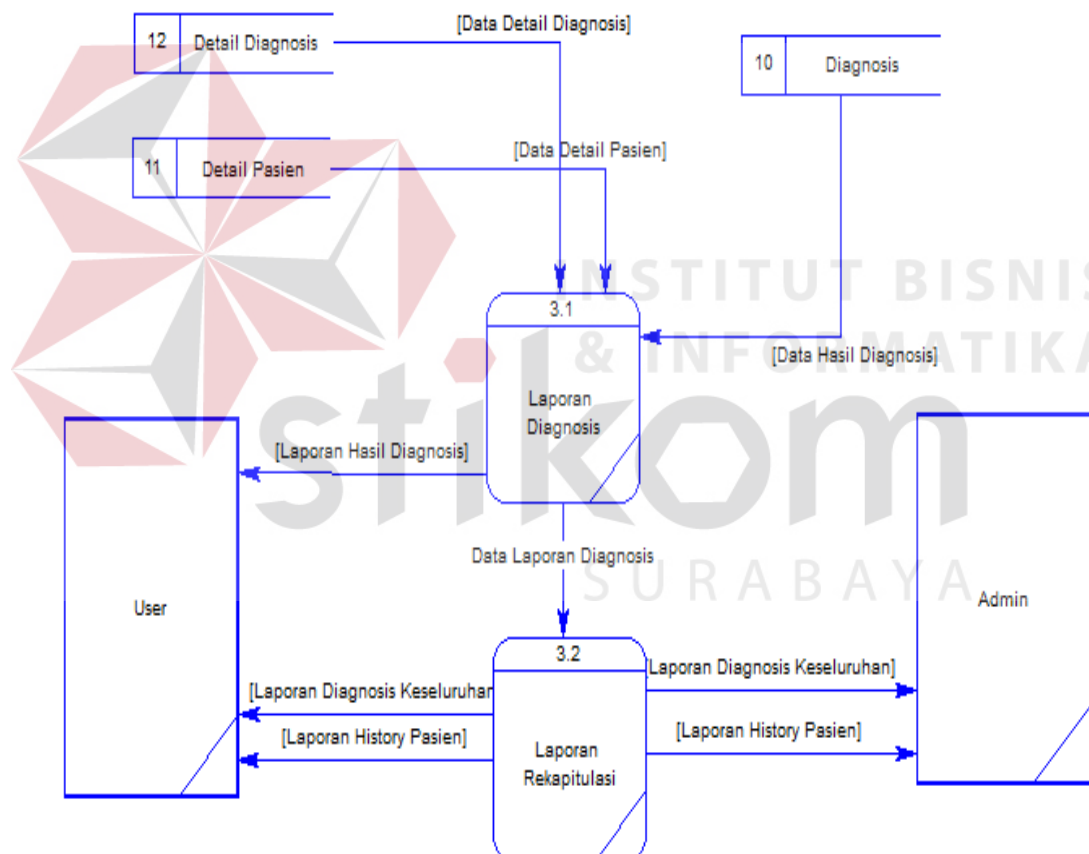 [Data Detail Diagnosis]
12 Detail Diagnosis
10 Diagnosis
[Data Detail Pasien]
11 Detail Pasien
INSTITUT BISNIS
& INFORMATIKA
3.1
[Data Hasil Diagnosis]
Laporan
Diagnosis
stikom
[Laporan Hasil Diagnosis]
Data Laporan Diagnosis
SURABAYA
User
Admin
3.2
[Laporan Diagnosis Keseluruhan
[Laporan Diagnosis Keseluruhan]
[Laporan History Pasien]
[Laporan History Pasien]
Laporan
Rekapitulasi